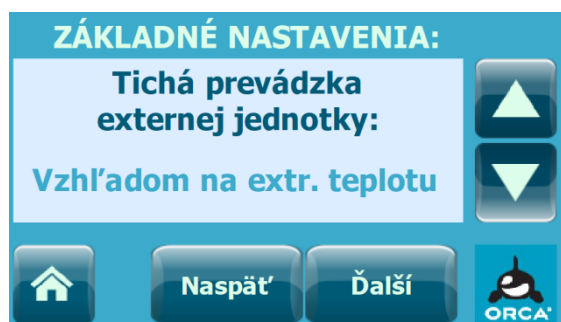 ZÁKLADNÉ NASTAVENIA:
Tichá prevádzka
externej jednotky:
Vzhľadom na extr. teplotu
Naspäť
Ďalší
ORCA